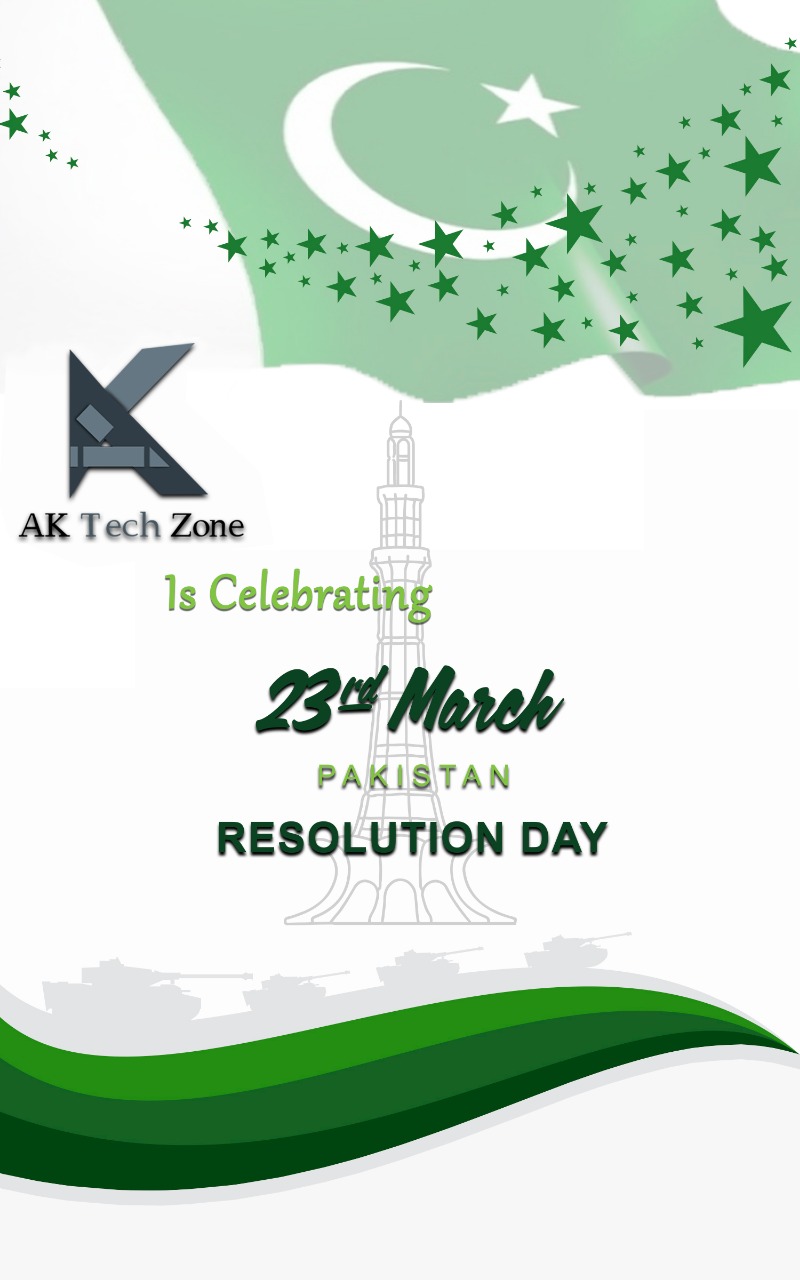 AK Tech Zone
Is Celebrating
23rd March
PAKISTAN
RESOLUTION DAY